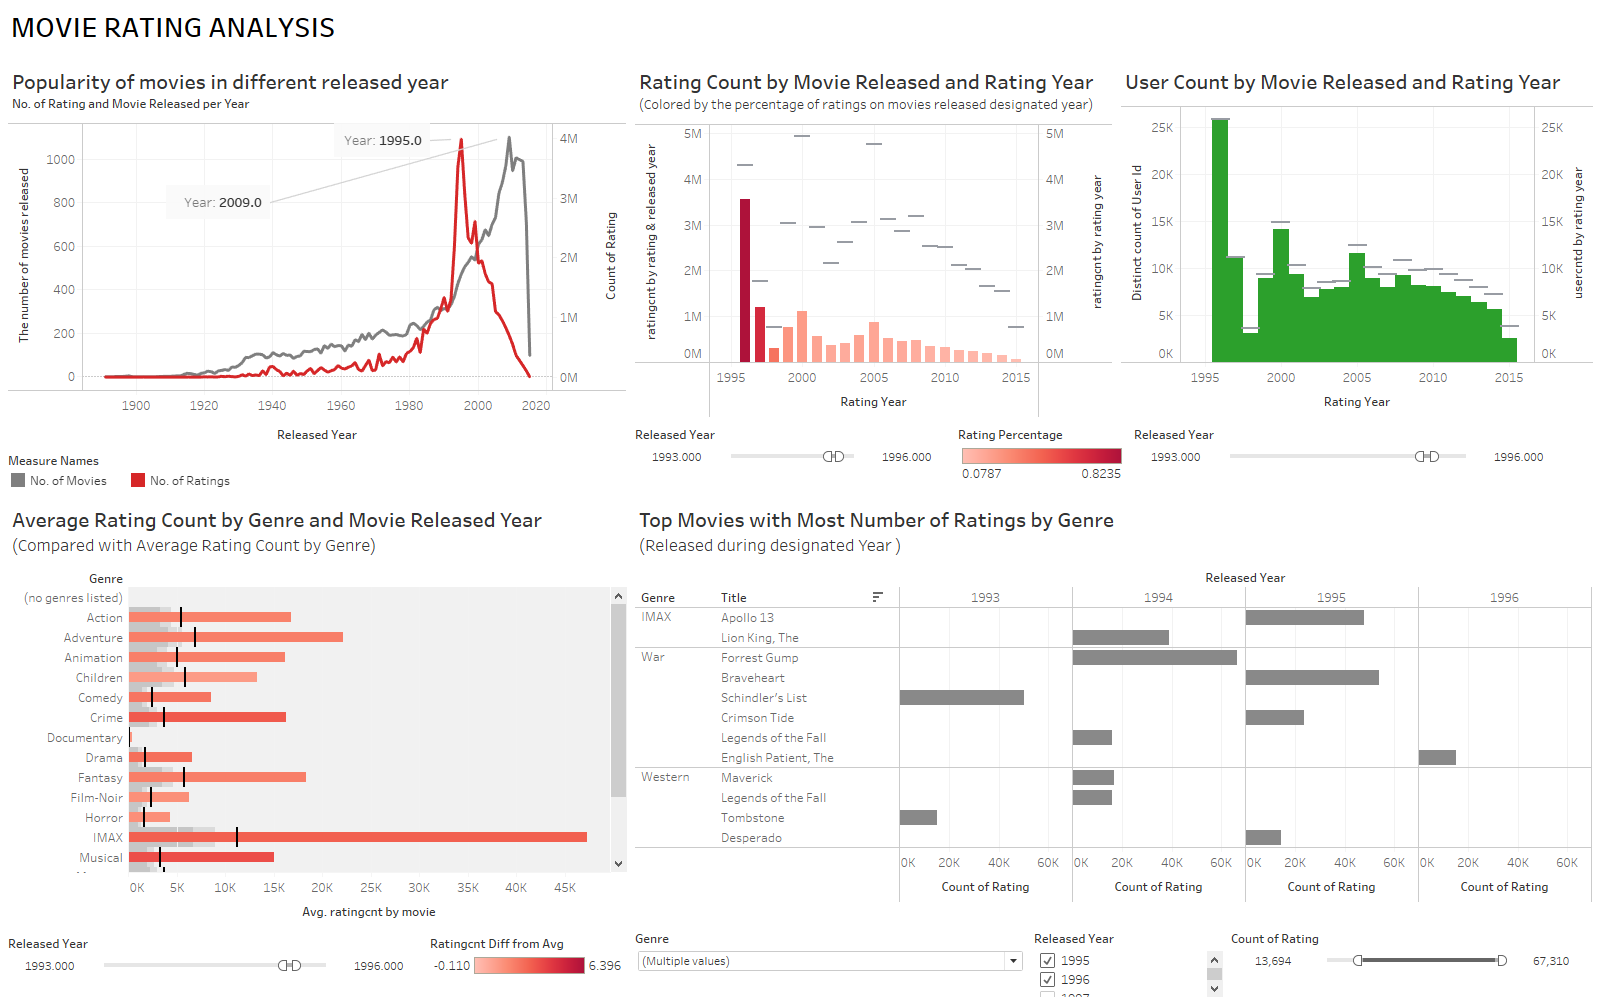 MOVIE RATING ANALYSIS
Popularity of movies in different released year
No. of Rating and Movie Released per Year
The number of movies released
1000
800
600
400
200
0
Year: 1995.0
Year: 2009.0
4M
3M
2M
1M
0M
Count of Rating
1900 1920 1940 1960 1980 2000 2020
Released Year
Measure Names
No. of Movies No. of Ratings
Rating Count by Movie Released and Rating Year
(Colored by the percentage of ratings on movies released designated year)
ratingcnt by rating & released year
5M
4M
3M
2M
1M
0M
5M
4M
3M
2M
1M
0M
ratingcnt by rating year
1995 2000 2005 2010 2015
Rating Year
Released Year
1993.000 1996.000
Rating Percentage
0.0787 0.8235
User Count by Movie Released and Rating Year
Distinct count of User Id
25K
20K
15K
10K
5K
0K
25K
20K
15K
10K
5K
0K
usercntd by rating year
1995 2000 2005 2010 2015
Rating Year
Released Year
1993.000 1996.000
Average Rating Count by Genre and Movie Released Year
(Compared with Average Rating Count by Genre)
Genre
(no genres listed)
Action
Adventure
Animation
Children
Comedy
Crime
Documentary
Drama
Fantasy
Film-Noir
Horror
IMAX
Musical
0K 5K 10K 15K 20K 25K 30K 35K 40K 45K
Avg. ratingcnt by movie
Released Year
1993.000 1996.000
Ratingcnt Diff from Avg
-0.110 6.396
Top Movies with Most Number of Ratings by Genre
(Released during designated Year )
Released Year
Genre Title 1993 1994 1995 1996
IMAX Apollo 13
Lion King, The
War Forrest Gump
Braveheart
Schindler's List
Crimson Tide
Legends of the Fall
English Patient, The
Western Maverick
Legends of the Fall
Tombstone
Desperado
0K 20K 40K 60K 0K 20K 40K 60K 0K 20K 40K 60K 0K 20K 40K 60K
Count of Rating Count of Rating Count of Rating Count of Rating
Genre
(Multiple values)
Released Year
1995
1996
Count of Rating
13,694 67,310